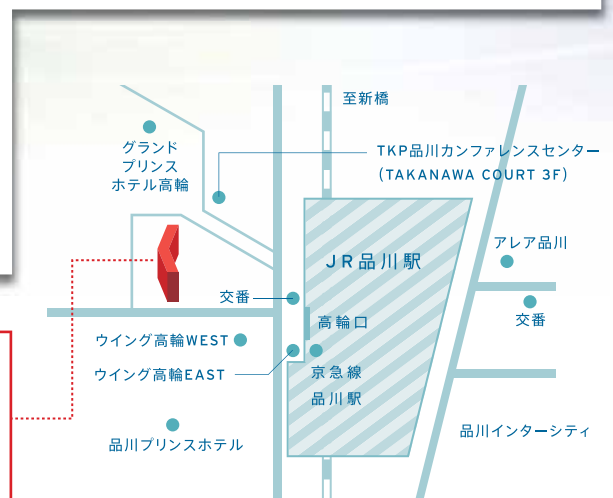 至新橋
グランド
プリンス
ホテル高輪
TKP品川カンファレンスセンター
(TAKANAWA COURT 3F)
アレア品川
JR品川駅
交番
交番
高輪口
ウイング高輪WEST
ウイング高輪EAST
京急線
品川駅
品川プリンスホテル
品川インターシティ